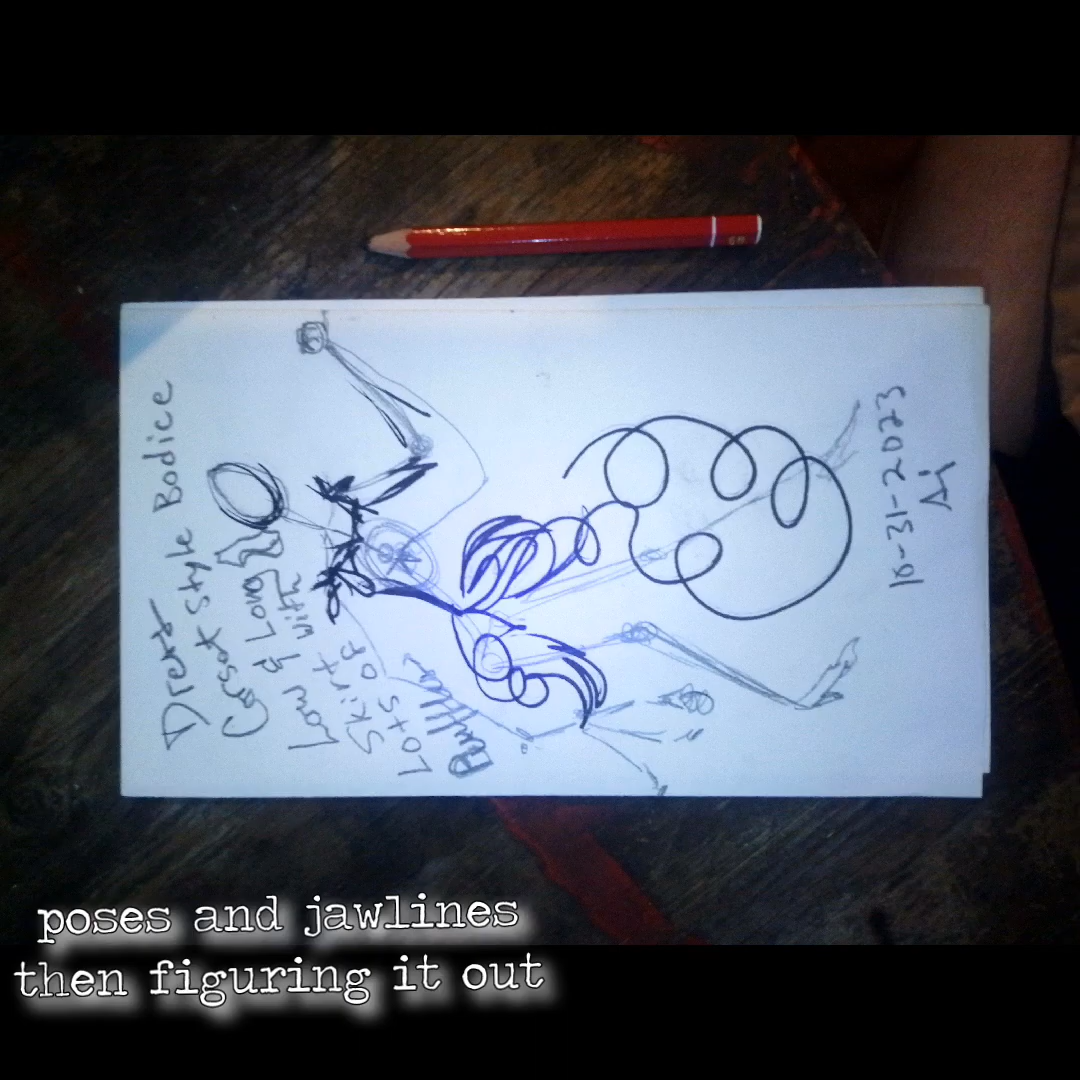 Dress
Corset Style Bodice
Low & Long
Skirt with
Lots of
Ruffles
10-31-2023
Aj
poses and jawlines
then figuring it out